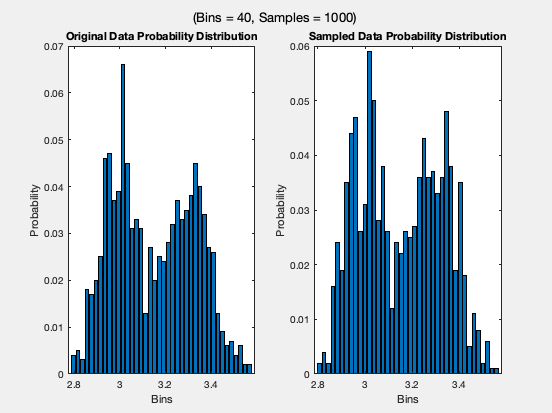 (Bins = 40, Samples = 1000)
Original Data Probability Distribution
0.07
0.06
0.05
0.04
0.03
0.02
0.01
0
Probability
2.8 3 3.2 3.4
Bins
Sampled Data Probability Distribution
0.06
0.05
0.04
0.03
0.02
0.01
0
Probability
2.8 3 3.2 3.4
Bins